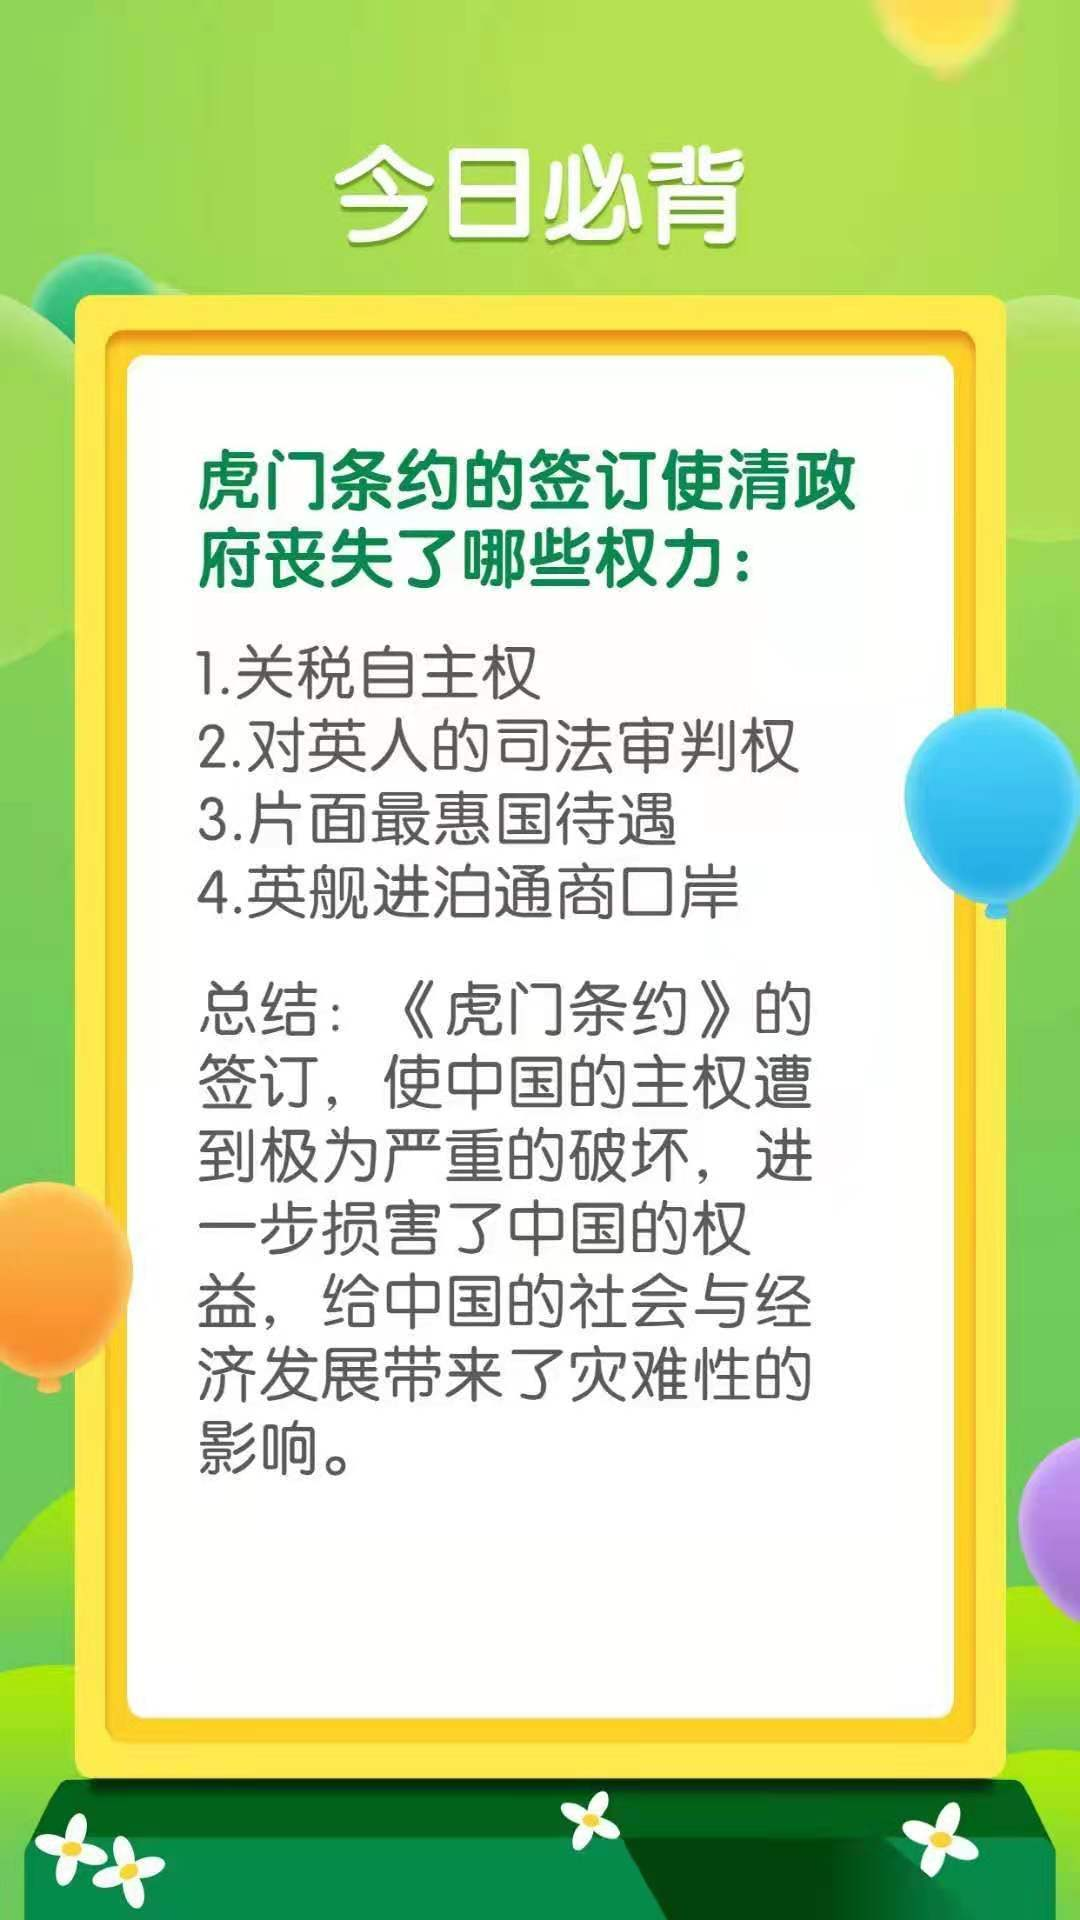 今日必背
虎门条约的签订使清政
府丧失了哪些权力：
1.关税自主权
2.对英人的司法审判权
3.片面最惠国待遇
4.英舰进泊通商口岸
总结：《虎门条约》的
签订，使中国的主权遭
到极为严重的破坏，进
一步损害了中国的权
益，给中国的社会与经
济发展带来了灾难性的
影响。